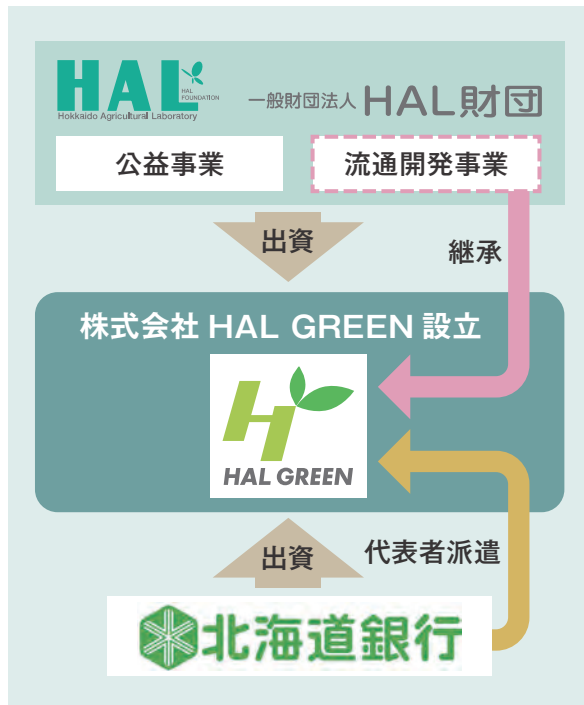 HAL
HAL
FOUNDATION
Hokkaido Agricultural Laboratory
一般財団法人 HAL財団
公益事業
流通開発事業
出資
継承
株式会社 HAL GREEN 設立
H
HAL GREEN
出資
代表者派遣
北海道銀行